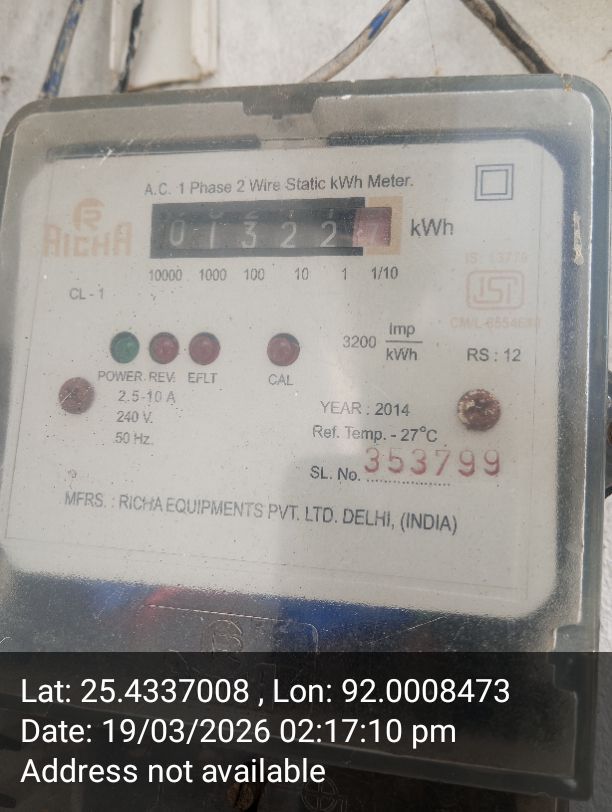 A.C. 1 Phase 2 Wire Static kWh Meter.
RICHA
0 1 3 2 2 kWh
10000 1000 100 10 1 1/10
IS: 13779
ISI
CL - 1
3200 Imp/kWh
RS : 12
POWER REV. EFLT CAL
2.5-10 A
240 V.
50 Hz.
YEAR : 2014
Ref. Temp. - 27°C
SL. No. 353799
MFRS. : RICHA EQUIPMENTS PVT. LTD. DELHI, (INDIA)
Lat: 25.4337008 , Lon: 92.0008473
Date: 19/03/2026 02:17:10 pm
Address not available